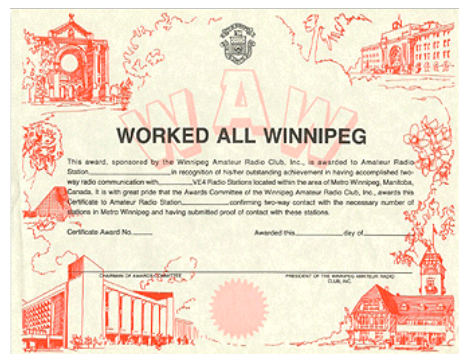 WAW
WORKED ALL WINNIPEG
This award, sponsored by the Winnipeg Amateur Radio Club, Inc., is awarded to Amateur Radio
Station__________in recognition of his/her outstanding achievement in having accomplished two-
way radio communication with________VE4 Radio Stations located within the area of Metro Winnipeg, Manitoba,
Canada. It is with great pride that the Awards Committee of the Winnipeg Amateur Radio Club, Inc., awards this
Certificate to Amateur Radio Station__________confirming two-way contact with the necessary number of
stations in Metro Winnipeg and having submitted proof of contact with these stations.
Certificate Award No.______ Awarded this__________day of__________
CHAIRMAN OF AWARDS COMMITTEE PRESIDENT OF THE WINNIPEG AMATEUR RADIO
CLUB, INC.